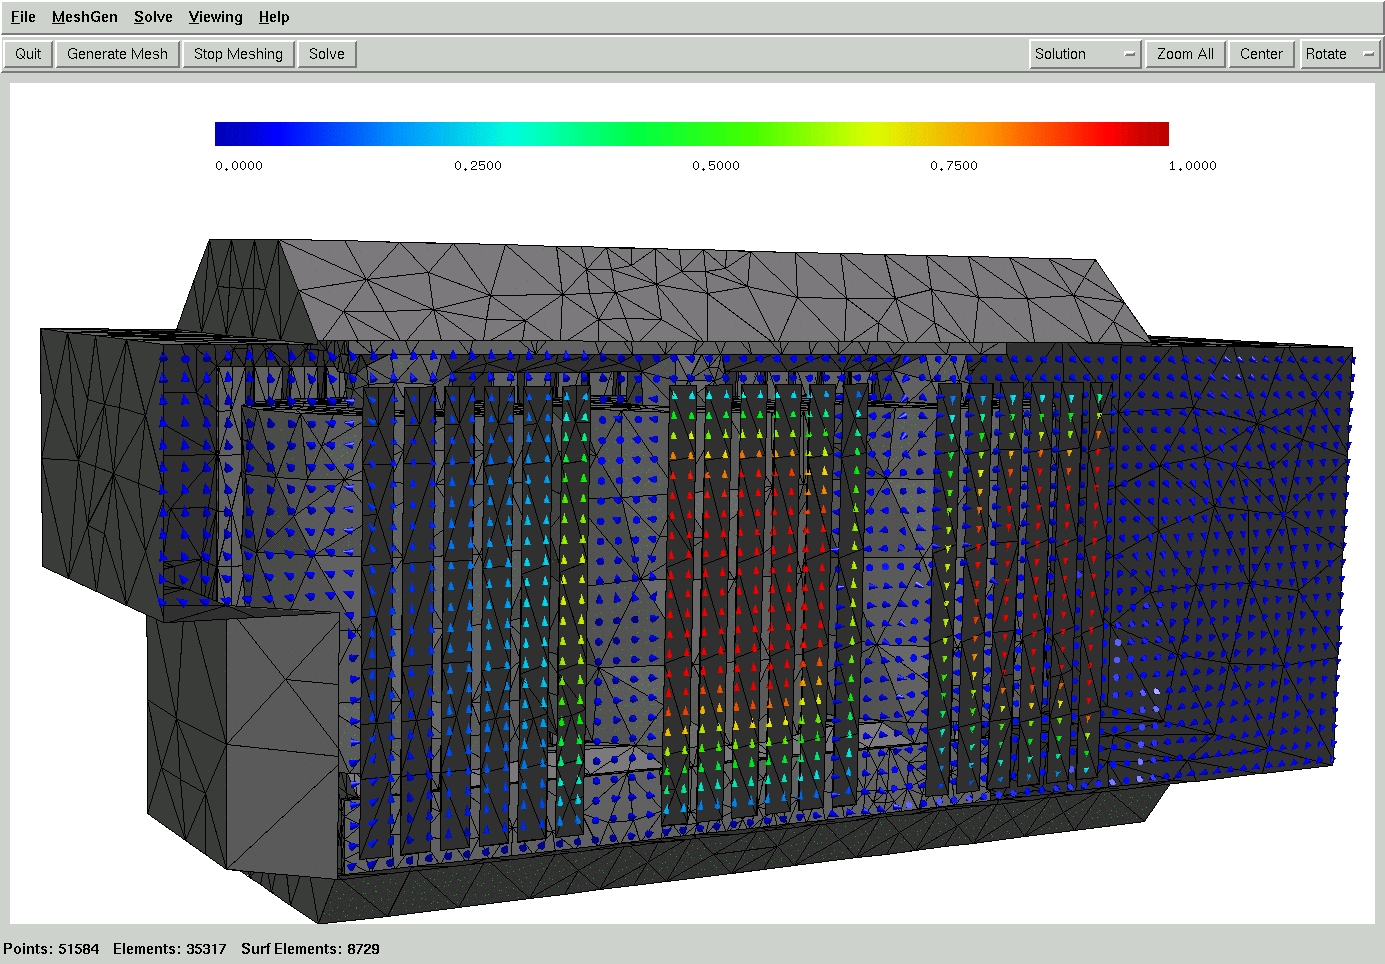 File MeshGen Solve Viewing Help
Quit Generate Mesh Stop Meshing Solve Solution Zoom All Center Rotate
0.0000 0.2500 0.5000 0.7500 1.0000
Points: 51584 Elements: 35317 Surf Elements: 8729